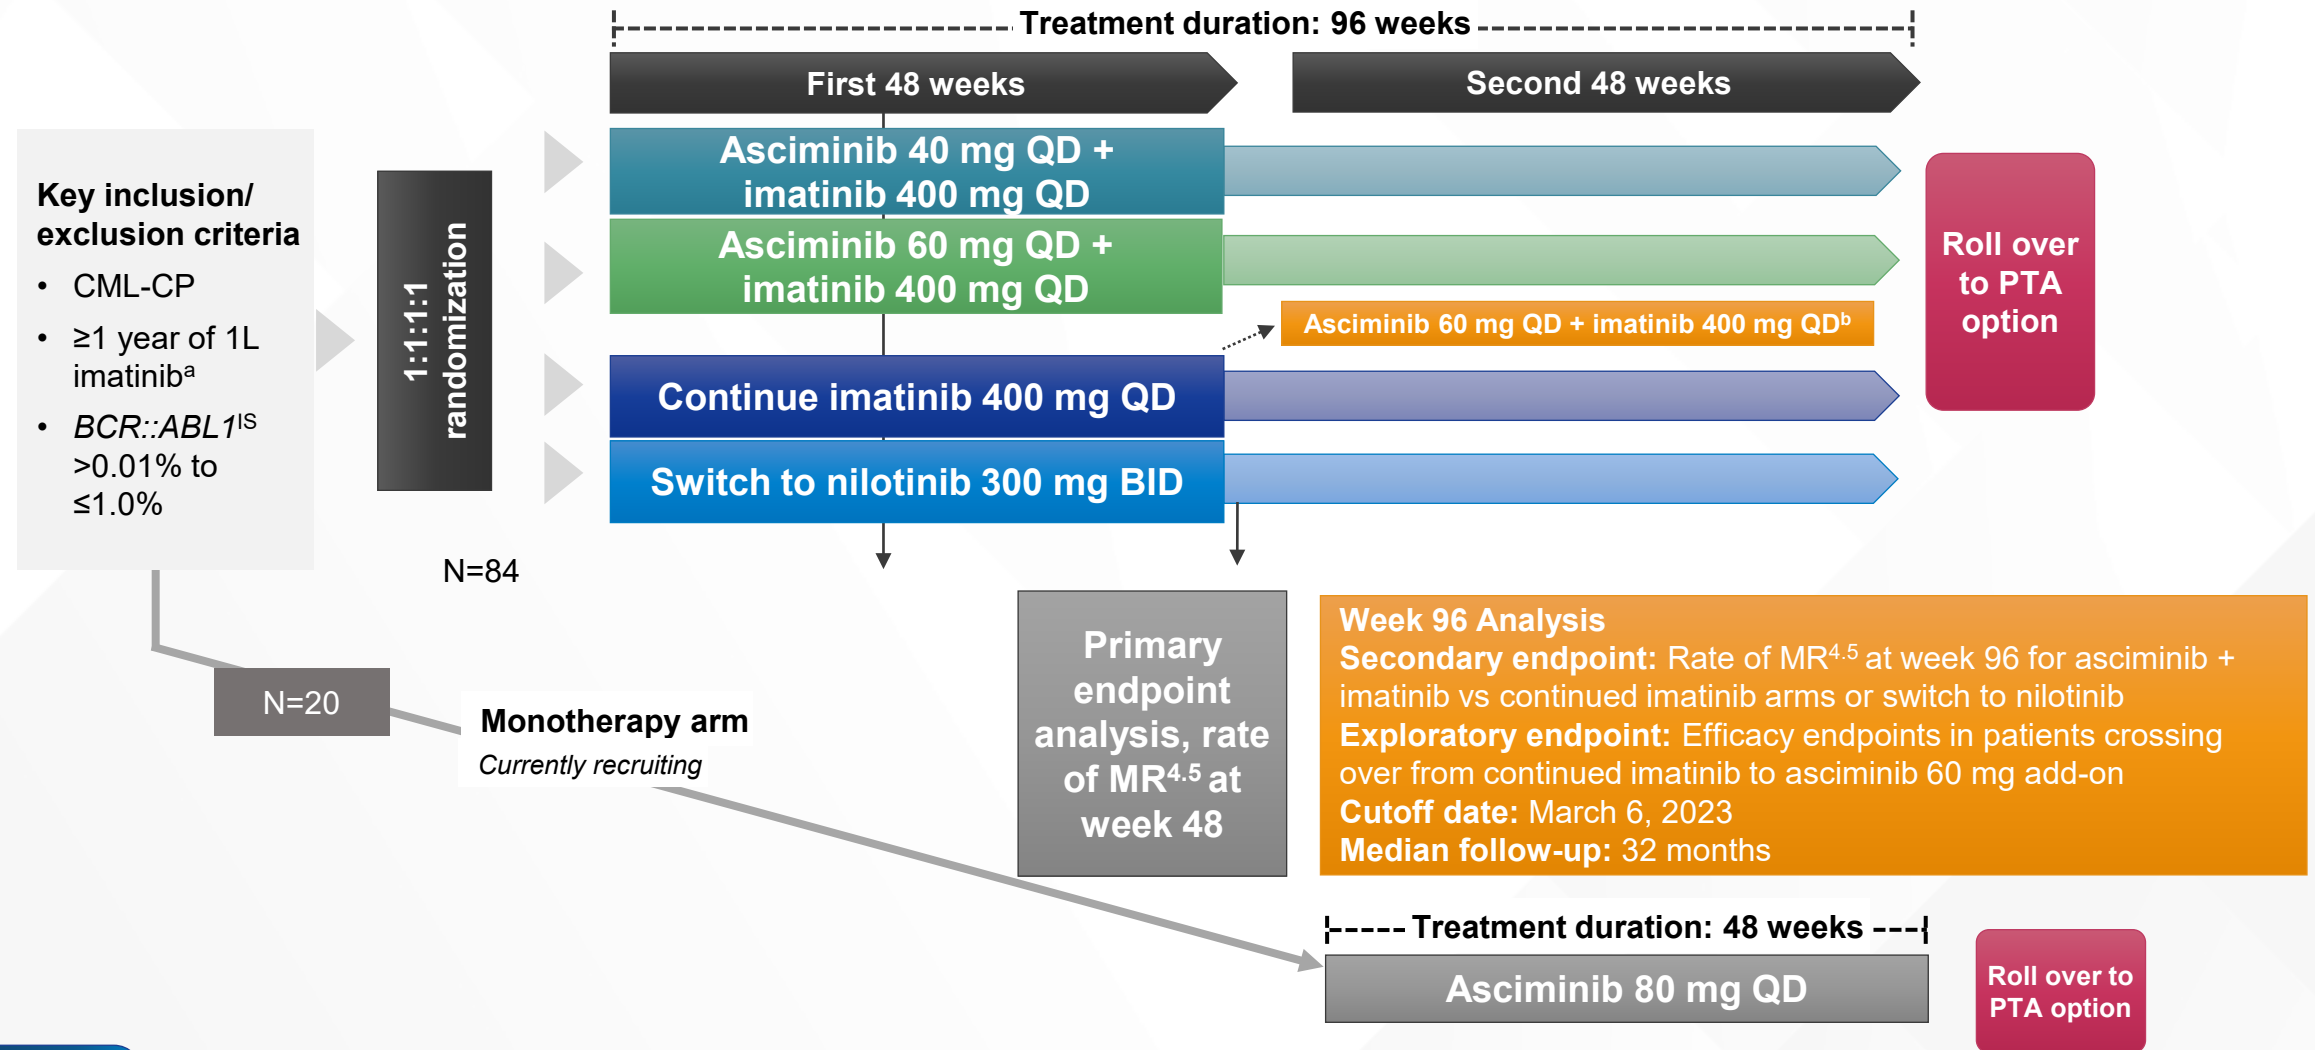 Treatment duration: 96 weeks
First 48 weeks
Second 48 weeks
Key inclusion/
exclusion criteria
• CML-CP
• ≥1 year of 1L
imatinibᵃ
• BCR::ABL1ᴵˢ
>0.01% to
≤1.0%
1:1:1:1
randomization
N=84
Asciminib 40 mg QD +
imatinib 400 mg QD
Asciminib 60 mg QD +
imatinib 400 mg QD
Asciminib 60 mg QD + imatinib 400 mg QDᵇ
Continue imatinib 400 mg QD
Switch to nilotinib 300 mg BID
Roll over
to PTA
option
N=20
Monotherapy arm
Currently recruiting
Primary
endpoint
analysis, rate
of MR⁴·⁵ at
week 48
Week 96 Analysis
Secondary endpoint: Rate of MR⁴·⁵ at week 96 for asciminib +
imatinib vs continued imatinib arms or switch to nilotinib
Exploratory endpoint: Efficacy endpoints in patients crossing
over from continued imatinib to asciminib 60 mg add-on
Cutoff date: March 6, 2023
Median follow-up: 32 months
Treatment duration: 48 weeks
Asciminib 80 mg QD
Roll over to
PTA option